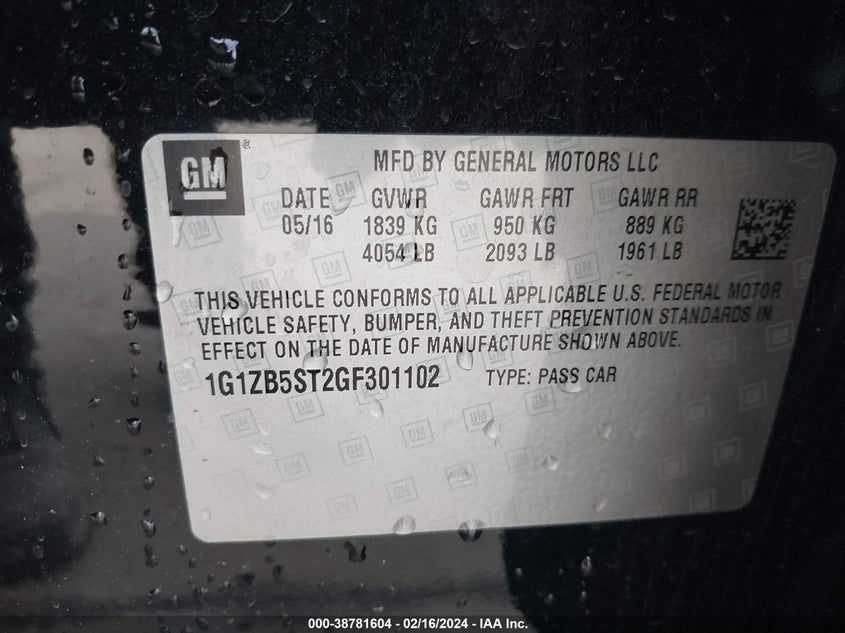 GM
MFD BY GENERAL MOTORS LLC
DATE GVWR GAWR FRT GAWR RR
05/16 1839 KG 950 KG 889 KG
4054 LB 2093 LB 1961 LB
THIS VEHICLE CONFORMS TO ALL APPLICABLE U.S. FEDERAL MOTOR
VEHICLE SAFETY, BUMPER, AND THEFT PREVENTION STANDARDS IN
EFFECT ON THE DATE OF MANUFACTURE SHOWN ABOVE.
1G1ZB5ST2GF301102 TYPE: PASS CAR
000-38781604 / 02/16/2024 - IAA Inc.